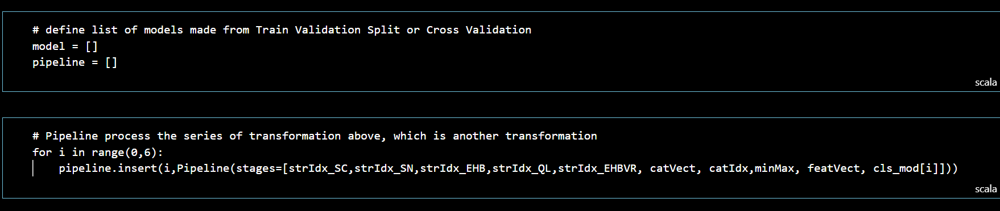 # define list of models made from Train Validation Split or Cross Validation
model = []
pipeline = []
scala
# Pipeline process the series of transformation above, which is another transformation
for i in range(0,6):
    pipeline.insert(i,Pipeline(stages=[strIdx_SC,strIdx_SN,strIdx_EHB,strIdx_QL,strIdx_EHBVR, catVect, catIdx,minMax, featVect, cls_mod[i]]))
scala